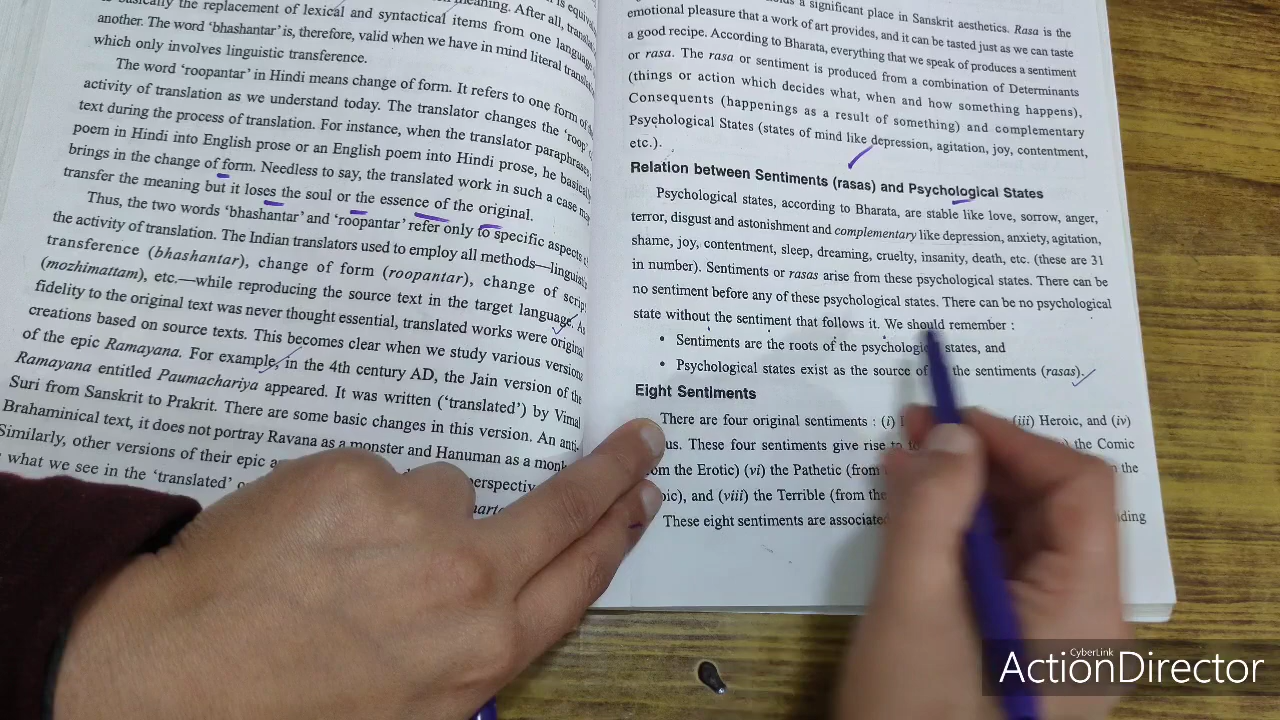 meaning. After all,
basically the replacement of lexical and syntactical items from one
another. The word 'bhashantar' is, therefore, valid when we have in mind literal
which only involves linguistic transference.
The word 'roopantar' in Hindi means change of form. It refers to one form of
activity of translation as we understand today. The translator changes the 'roop'
text during the process of translation. For instance, when the translator paraphrases
poem in Hindi into English prose or an English poem into Hindi prose, he
brings in the change of form. Needless to say, the translated work in such a case
transfer the meaning but it loses the soul or the essence of the original.
Thus, the two words 'bhashantar' and 'roopantar' refer only to specific aspects
the activity of translation. The Indian translators used to employ all methods—
transference (bhashantar), change of form (roopantar), change of
(mozhimattam), etc.—while reproducing the source text in the target language.
fidelity to the original text was never thought essential, translated works were original
creations based on source texts. This becomes clear when we study various versions
of the epic Ramayana. For example, in the 4th century AD, the Jain version of the
Ramayana entitled Paumachariya appeared. It was written ('translated') by Vimal
Suri from Sanskrit to Prakrit. There are some basic changes in this version. An anti-
Brahaminical text, it does not portray Ravana as a monster and Hanuman as a
Similarly, other versions of their epic
what we see in the 'translated'
a significant place in Sanskrit aesthetics. Rasa is the
emotional pleasure that a work of art provides, and it can be tasted just as we can taste
a good recipe. According to Bharata, everything that we speak of produces a sentiment
or rasa. The rasa or sentiment is produced from a combination of Determinants
(things or action which decides what, when and how something happens),
Consequents (happenings as a result of something) and complementary
Psychological States (states of mind like depression, agitation, joy, contentment,
etc.).
Relation between Sentiments (rasas) and Psychological States
Psychological states, according to Bharata, are stable like love, sorrow, anger,
terror, disgust and astonishment and complementary like depression, anxiety, agitation,
shame, joy, contentment, sleep, dreaming, cruelty, insanity, death, etc. (these are 31
in number). Sentiments or rasas arise from these psychological states. There can be
no sentiment before any of these psychological states. There can be no psychological
state without the sentiment that follows it. We should remember :
• Sentiments are the roots of the psychological states, and
• Psychological states exist as the source of the sentiments (rasas).
Eight Sentiments
There are four original sentiments : (i) (iii) Heroic, and (iv)
These four sentiments give rise to the Comic
from the Erotic) (vi) the Pathetic (from the
and (viii) the Terrible (from the
These eight sentiments are associated
CyberLink
ActionDirector